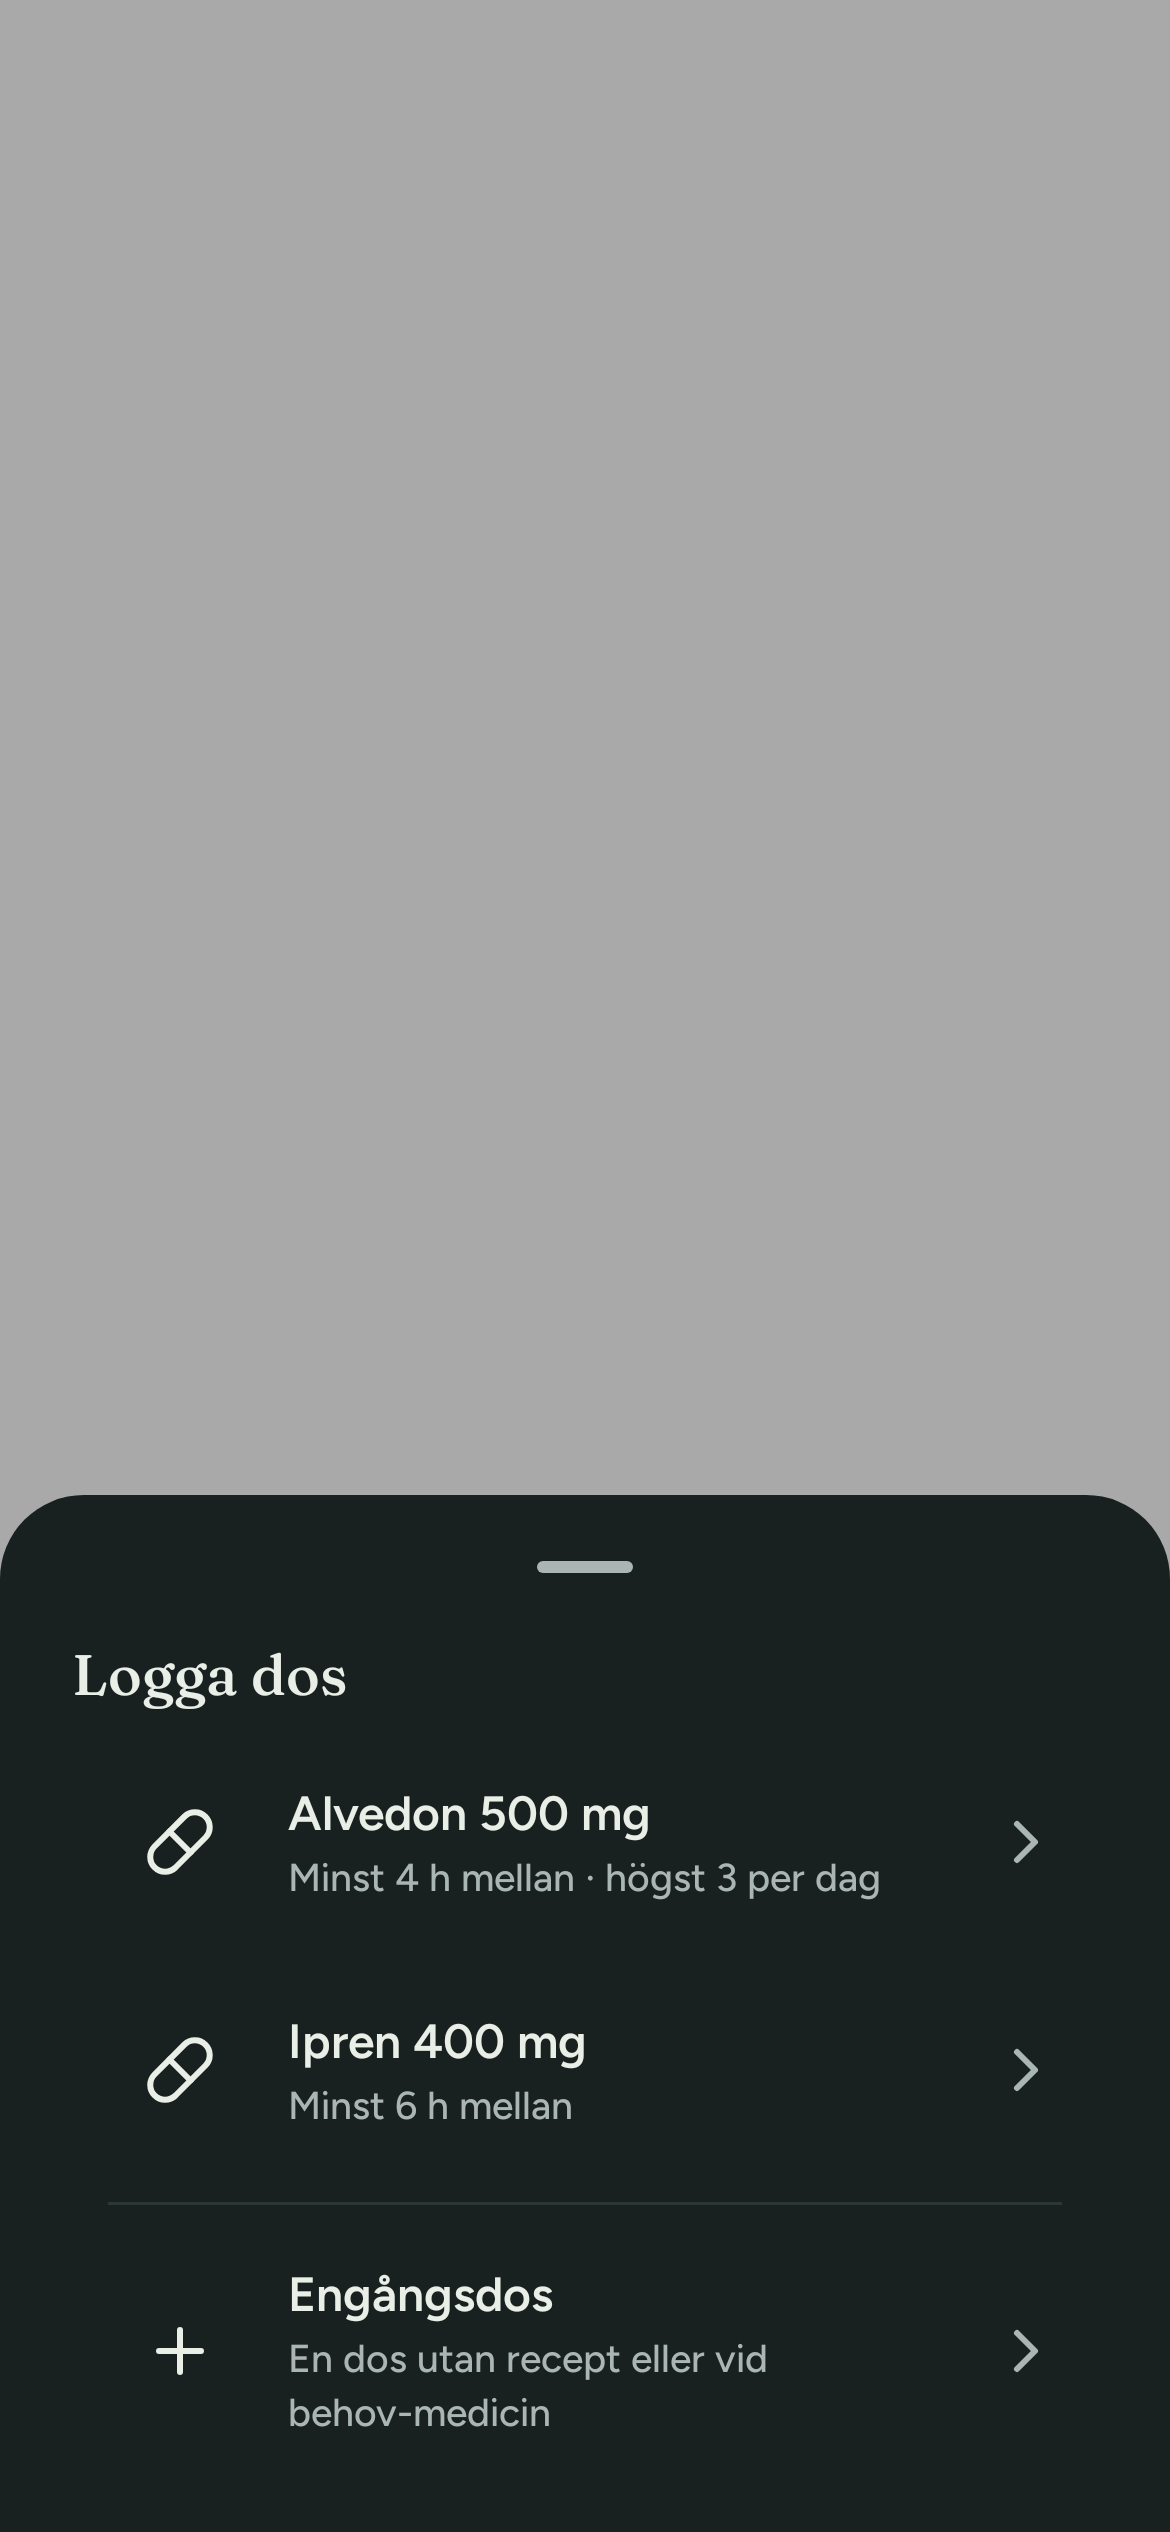 Logga dos
Alvedon 500 mg
Minst 4 h mellan · högst 3 per dag
Ipren 400 mg
Minst 6 h mellan
Engångsdos
En dos utan recept eller vid
behov-medicin